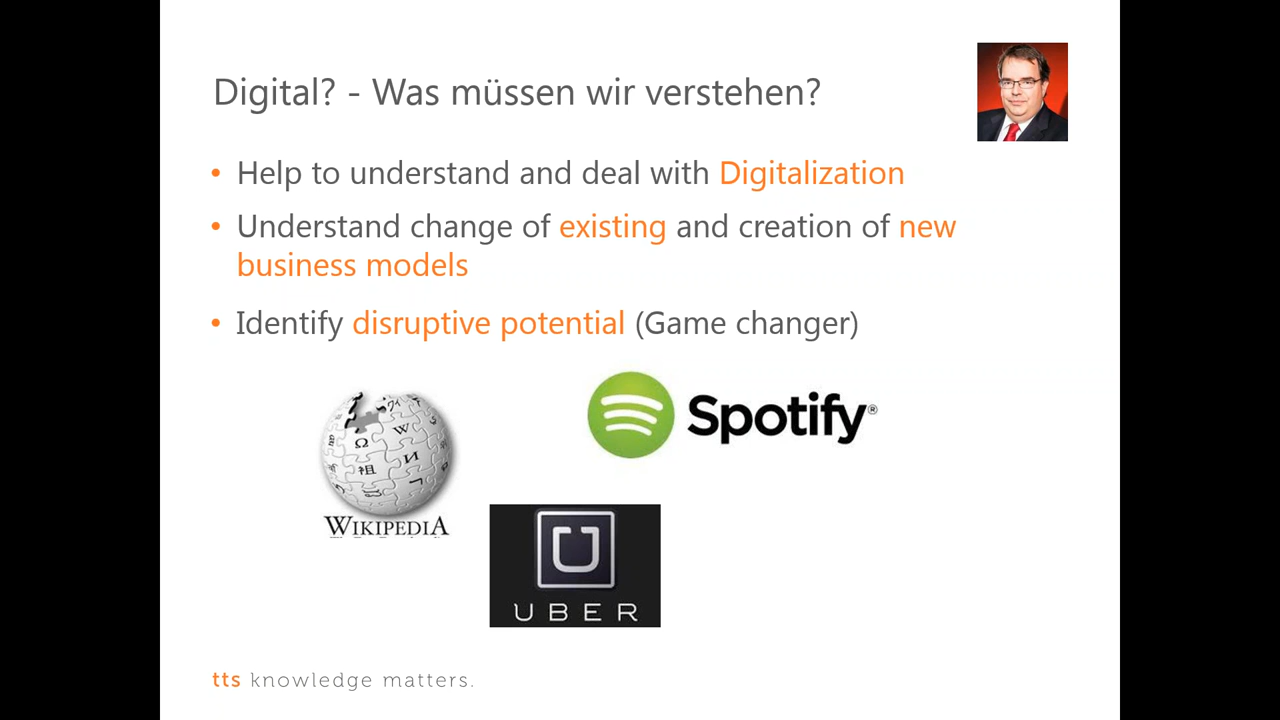 Digital? - Was müssen wir verstehen?
• Help to understand and deal with Digitalization
• Understand change of existing and creation of new
business models
• Identify disruptive potential (Game changer)
Spotify®
Ω W
祖 И
WIKIPEDIA
UBER
tts knowledge matters.